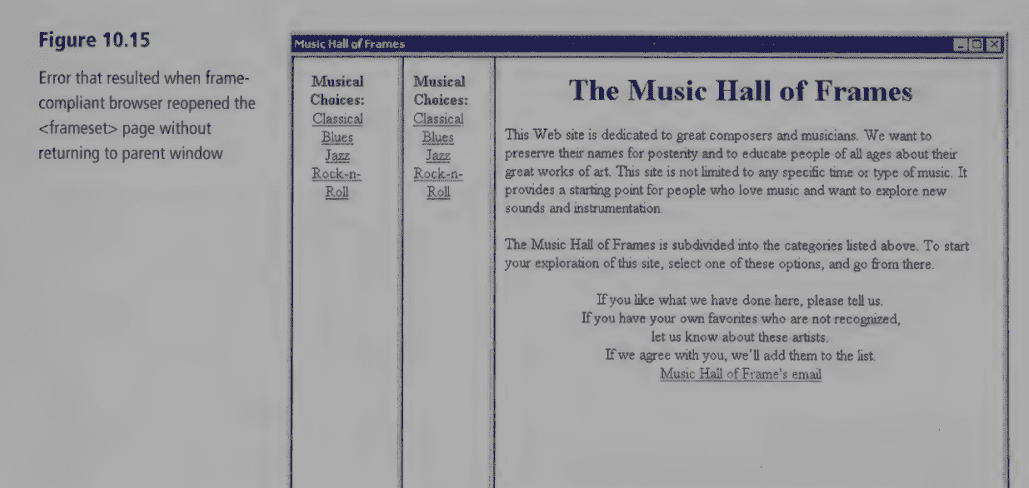 Figure 10.15
Error that resulted when frame-
compliant browser reopened the
<frameset> page without
returning to parent window
Music Hall of Frames
Musical
Choices:
Classical
Blues
Jazz
Rock-n-
Roll
Musical
Choices:
Classical
Blues
Jazz
Rock-n-
Roll
The Music Hall of Frames
This Web site is dedicated to great composers and musicians. We want to
preserve their names for posterity and to educate people of all ages about their
great works of art. This site is not limited to any specific time or type of music. It
provides a starting point for people who love music and want to explore new
sounds and instrumentation.
The Music Hall of Frames is subdivided into the categories listed above. To start
your exploration of this site, select one of these options, and go from there.
If you like what we have done here, please tell us.
If you have your own favorites who are not recognized,
let us know about these artists.
If we agree with you, we'll add them to the list.
Music Hall of Frame's email